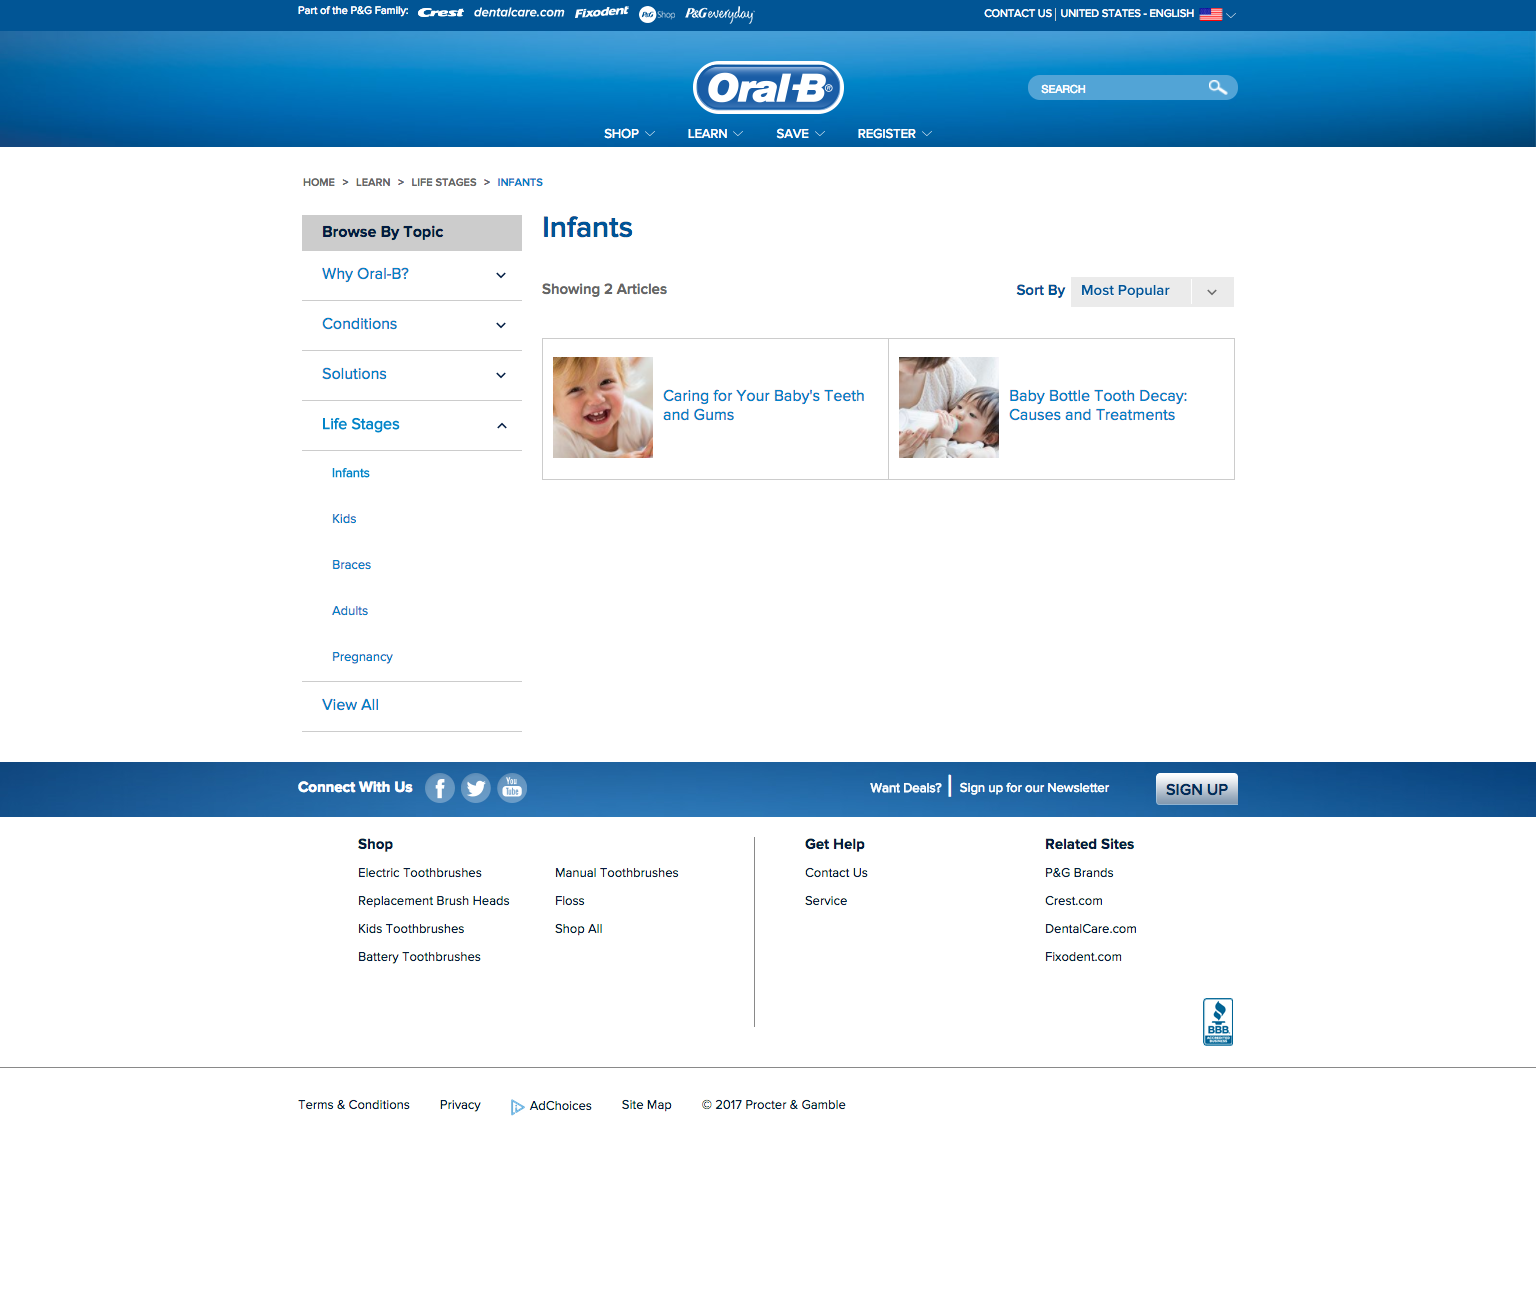 Part of the P&G Family: Crest dentalcare.com Fixodent P&G Shop P&G everyday
CONTACT US | UNITED STATES - ENGLISH
Oral-B®
SEARCH
SHOP LEARN SAVE REGISTER
HOME > LEARN > LIFE STAGES > INFANTS
Browse By Topic
Why Oral-B?
Conditions
Solutions
Life Stages
Infants
Kids
Braces
Adults
Pregnancy
View All
Infants
Showing 2 Articles
Sort By Most Popular
Caring for Your Baby's Teeth
and Gums
Baby Bottle Tooth Decay:
Causes and Treatments
Connect With Us
You
Tube
Want Deals? | Sign up for our Newsletter
SIGN UP
Shop
Electric Toothbrushes
Replacement Brush Heads
Kids Toothbrushes
Battery Toothbrushes
Manual Toothbrushes
Floss
Shop All
Get Help
Contact Us
Service
Related Sites
P&G Brands
Crest.com
DentalCare.com
Fixodent.com
BBB.
ACCREDITED
BUSINESS
Terms & Conditions Privacy AdChoices Site Map © 2017 Procter & Gamble